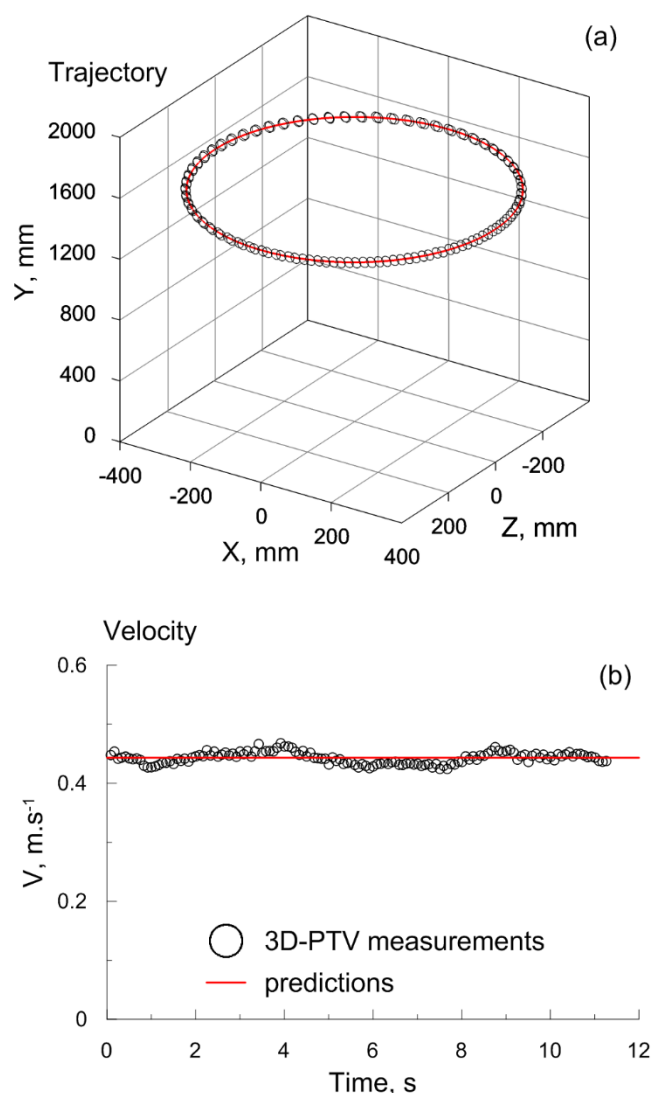 (a)
Trajectory
2000
1600
1200
800
400
0
Y, mm
-400
-200
0
200
400
X, mm
200
0
-200
Z, mm
Velocity
(b)
0.6
0.4
0.2
0
V, m.s⁻¹
3D-PTV measurements
predictions
0
2
4
6
8
10
12
Time, s